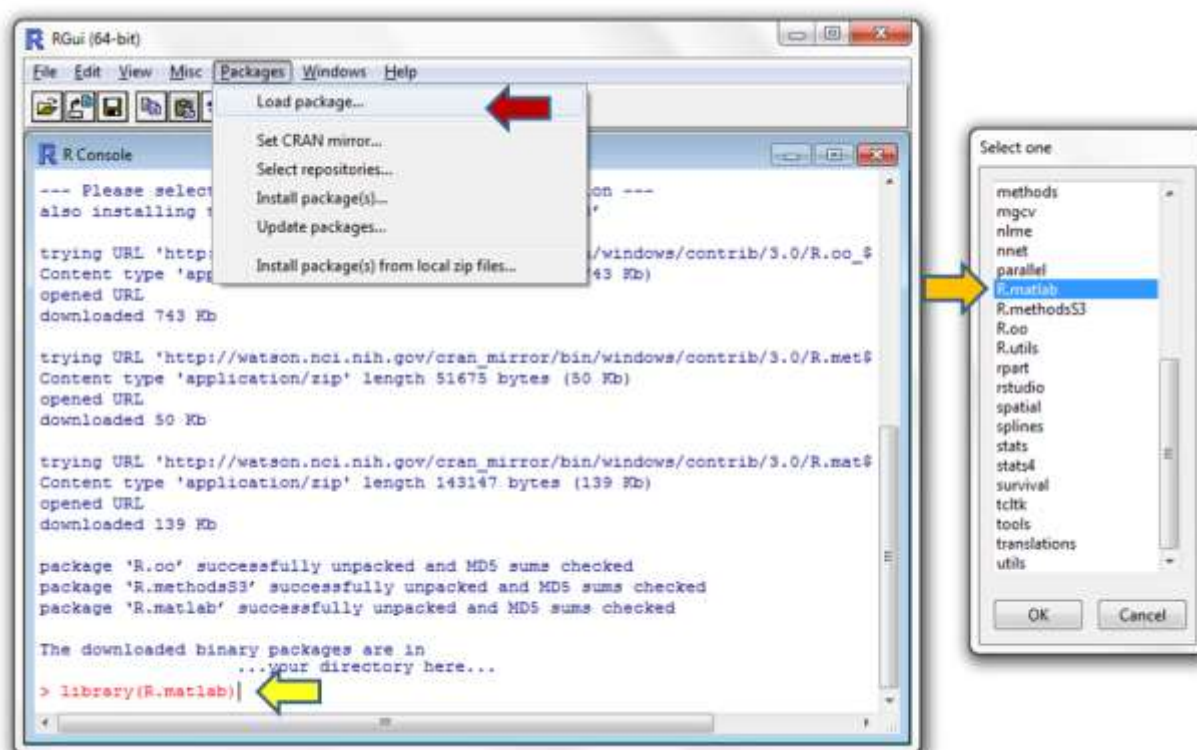 RGui (64-bit)
File Edit View Misc Packages Windows Help
Load package...
Set CRAN mirror...
Select repositories...
Install package(s)...
Update packages...
Install package(s) from local zip files...
R Console
--- Please select on ---
also installing
trying URL 'http: /windows/contrib/3.0/R.oo_$
Content type 'app 743 Kb)
opened URL
downloaded 743 Kb
trying URL 'http://watson.nci.nih.gov/cran_mirror/bin/windows/contrib/3.0/R.met$
Content type 'application/zip' length 51675 bytes (50 Kb)
opened URL
downloaded 50 Kb
trying URL 'http://watson.nci.nih.gov/cran_mirror/bin/windows/contrib/3.0/R.mat$
Content type 'application/zip' length 143147 bytes (139 Kb)
opened URL
downloaded 139 Kb
package 'R.oo' successfully unpacked and MD5 sums checked
package 'R.methodsS3' successfully unpacked and MD5 sums checked
package 'R.matlab' successfully unpacked and MD5 sums checked
The downloaded binary packages are in
...your directory here...
> library(R.matlab)
Select one
methods
mgcv
nlme
nnet
parallel
R.matlab
R.methodsS3
R.oo
R.utils
rpart
rstudio
spatial
splines
stats
stats4
survival
tcltk
tools
translations
utils
OK Cancel